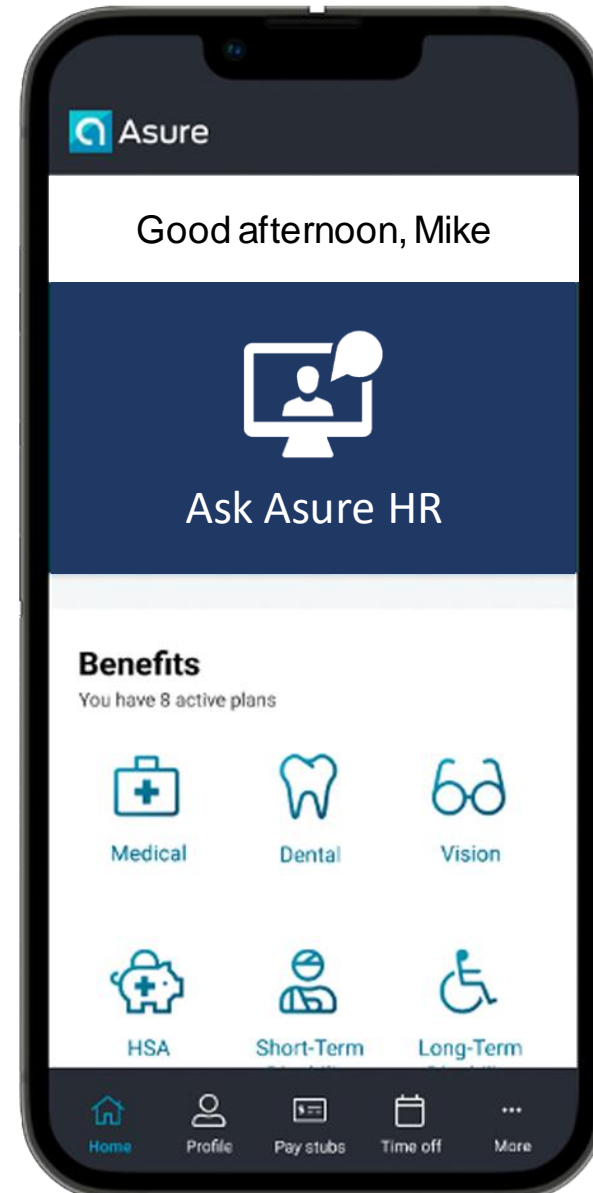 Asure
Good afternoon, Mike
Ask Asure HR
Benefits
You have 8 active plans
Medical Dental Vision
HSA Short-Term Long-Term
Home Profile Pay stubs Time off More